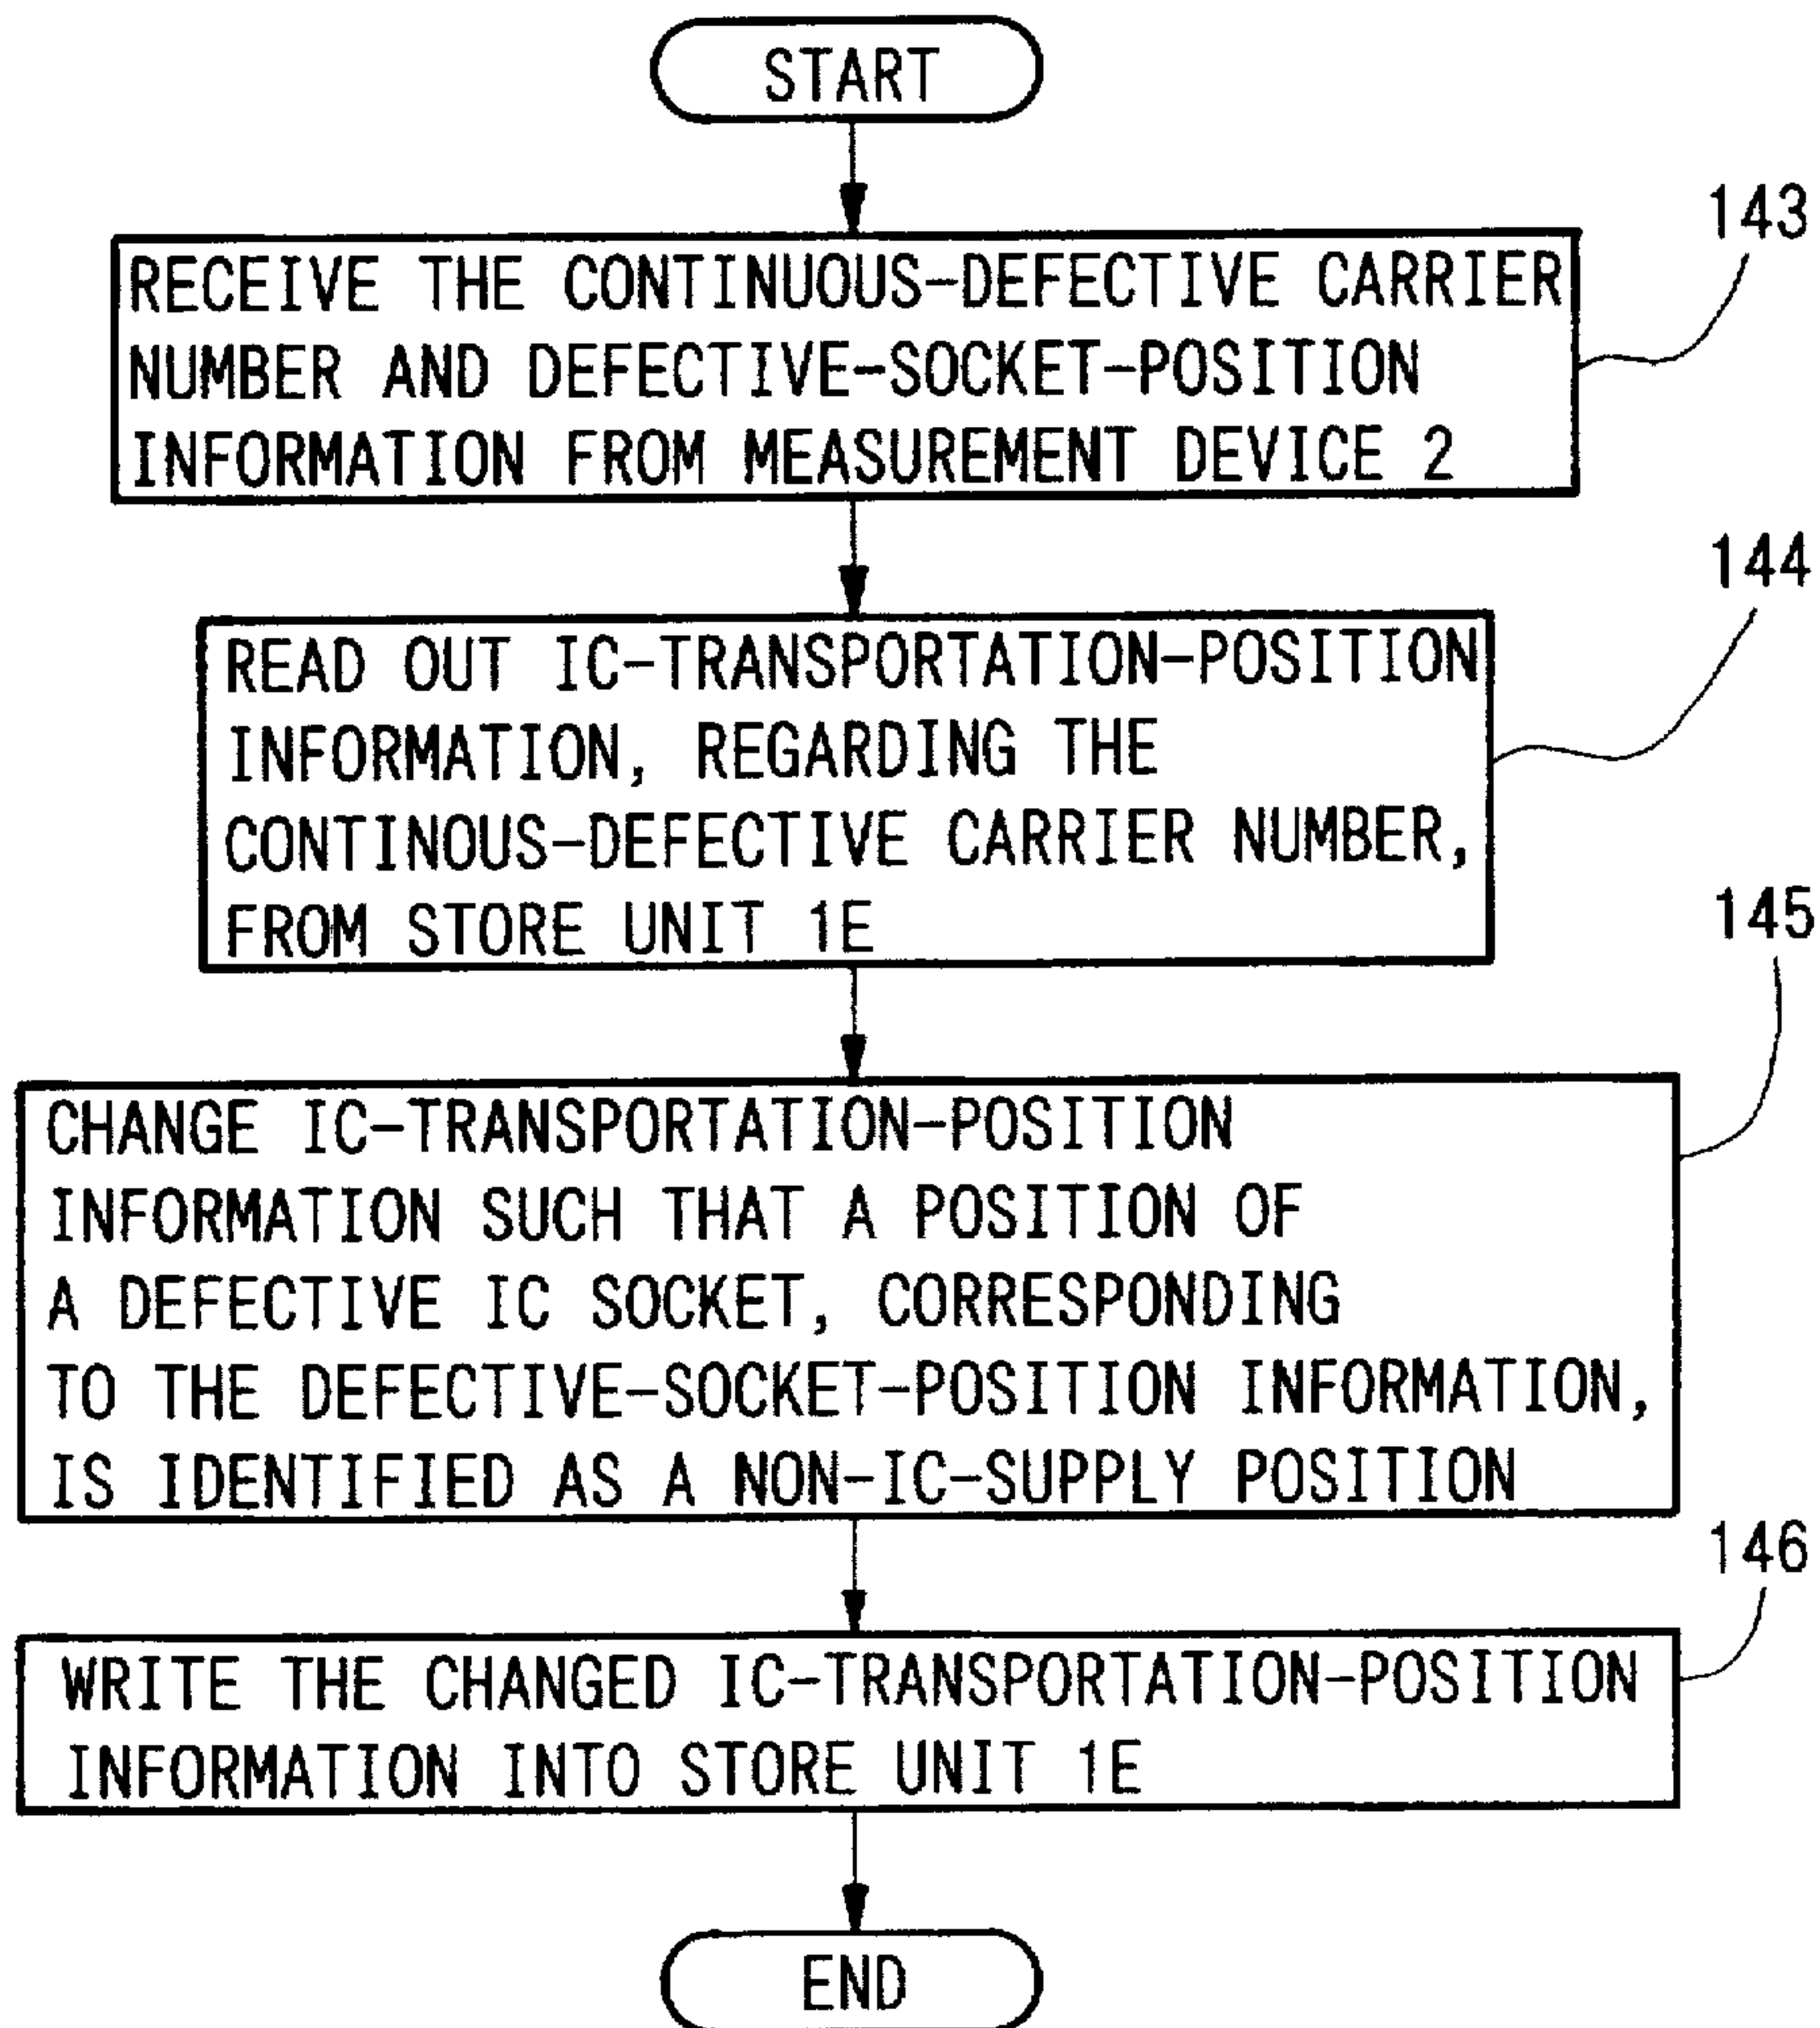 START
143
RECEIVE THE CONTINUOUS-DEFECTIVE CARRIER
NUMBER AND DEFECTIVE-SOCKET-POSITION
INFORMATION FROM MEASUREMENT DEVICE 2
144
READ OUT IC-TRANSPORTATION-POSITION
INFORMATION, REGARDING THE
CONTINOUS-DEFECTIVE CARRIER NUMBER,
FROM STORE UNIT 1E
145
CHANGE IC-TRANSPORTATION-POSITION
INFORMATION SUCH THAT A POSITION OF
A DEFECTIVE IC SOCKET, CORRESPONDING
TO THE DEFECTIVE-SOCKET-POSITION INFORMATION,
IS IDENTIFIED AS A NON-IC-SUPPLY POSITION
146
WRITE THE CHANGED IC-TRANSPORTATION-POSITION
INFORMATION INTO STORE UNIT 1E
END